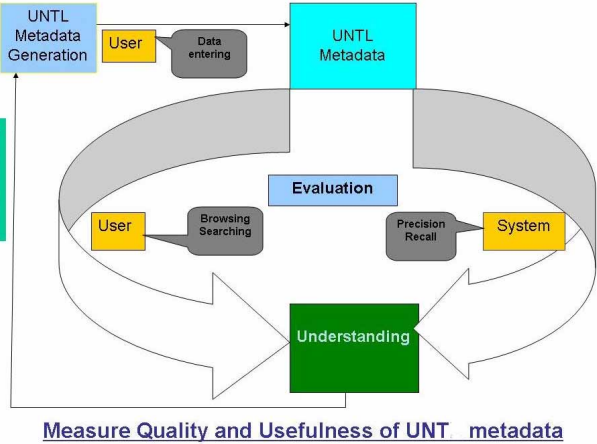 UNTL
Metadata
Generation
User
Data
entering
UNTL
Metadata
Evaluation
User
Browsing
Searching
Precision
Recall
System
Understanding
Measure Quality and Usefulness of UNT metadata